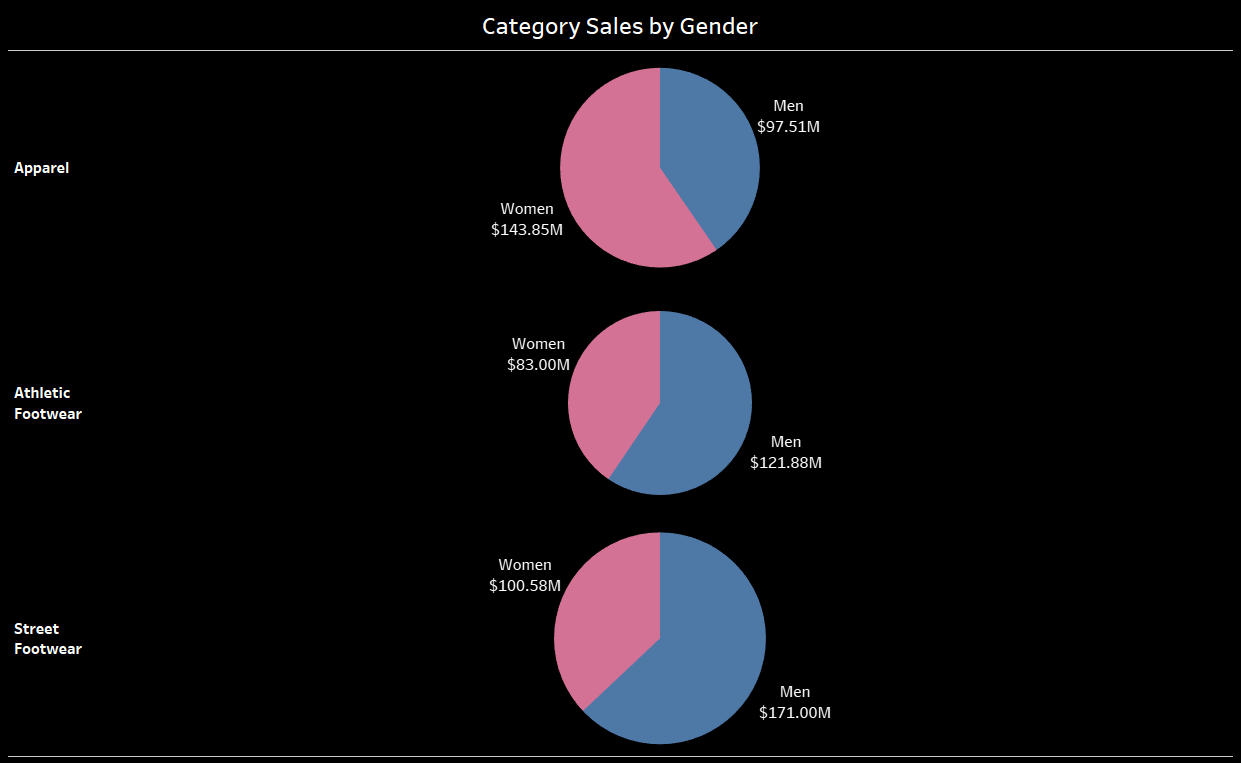 Category Sales by Gender
Apparel
Men
$97.51M
Women
$143.85M
Athletic
Footwear
Women
$83.00M
Men
$121.88M
Street
Footwear
Women
$100.58M
Men
$171.00M